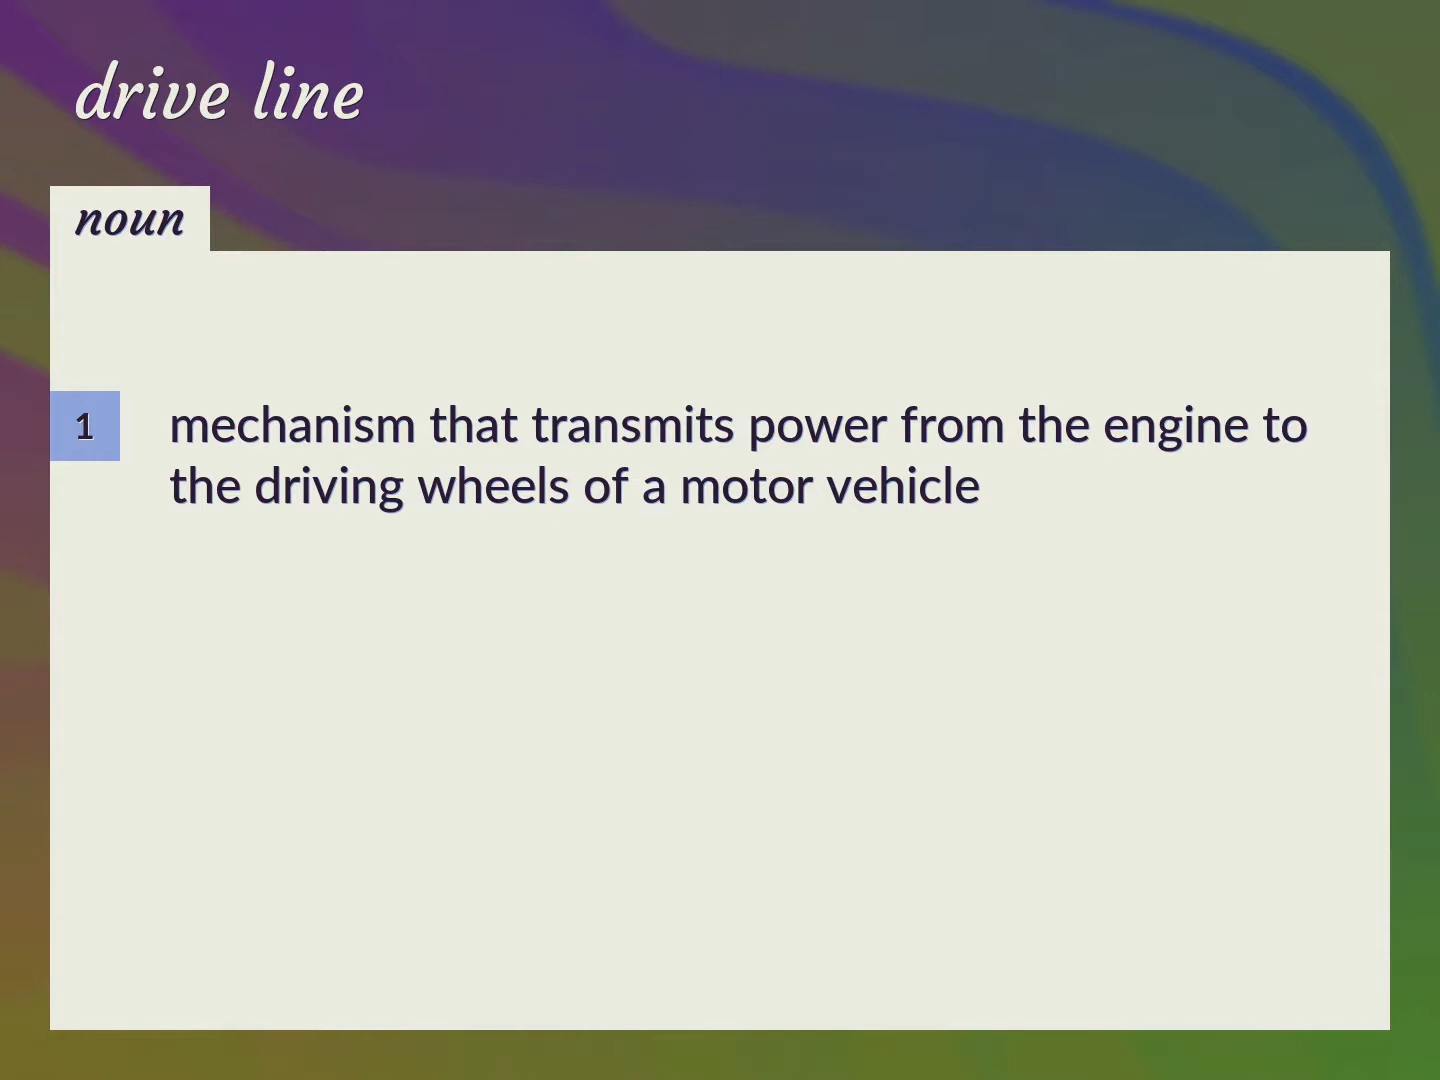 drive line
noun
1
mechanism that transmits power from the engine to
the driving wheels of a motor vehicle